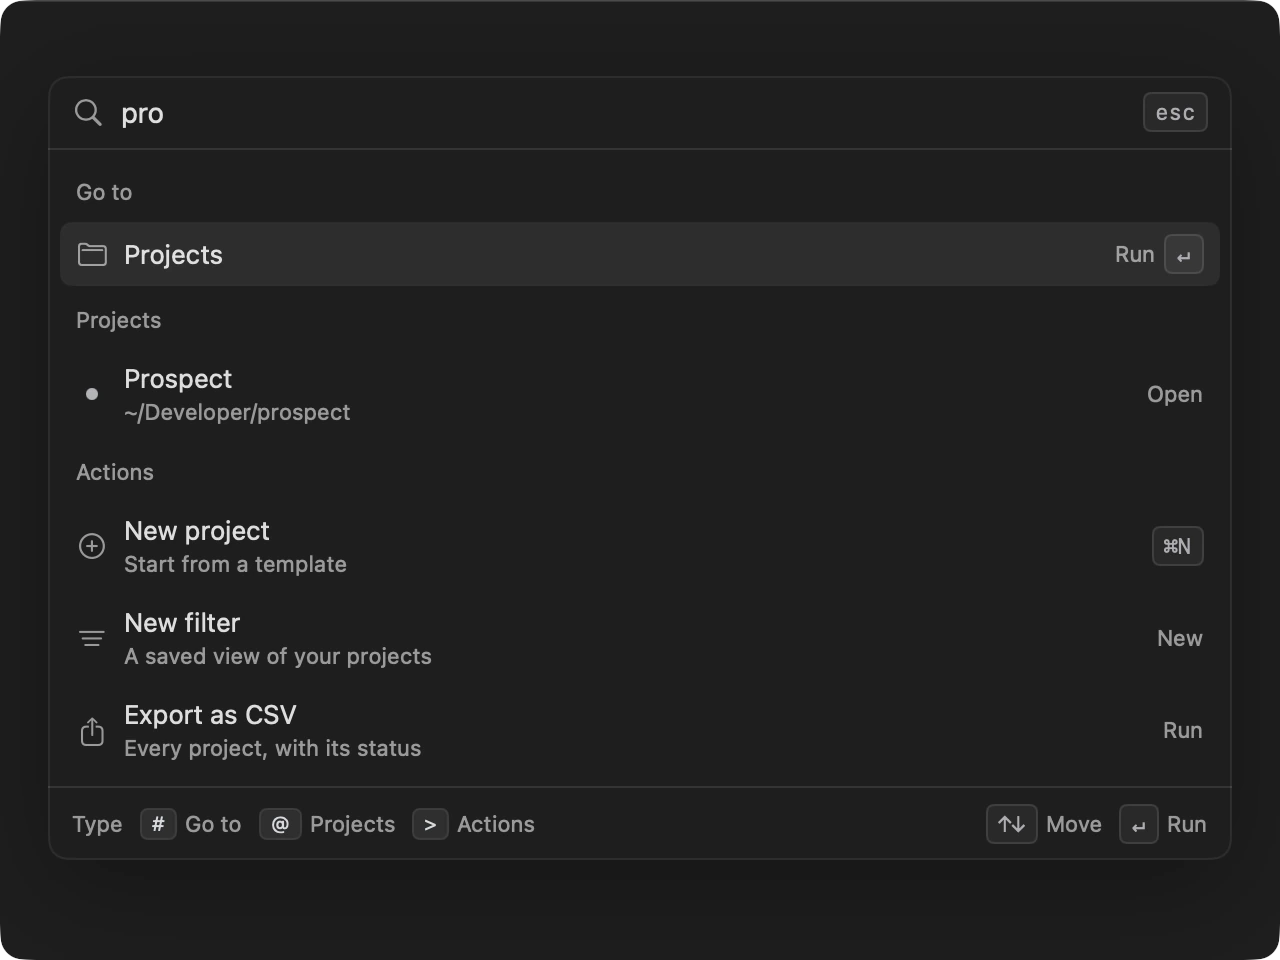 pro esc
Go to
Projects Run ↵
Projects
Prospect
~/Developer/prospect
Open
Actions
New project
Start from a template
⌘N
New filter
A saved view of your projects
New
Export as CSV
Every project, with its status
Run
Type # Go to @ Projects > Actions ↑↓ Move ↵ Run